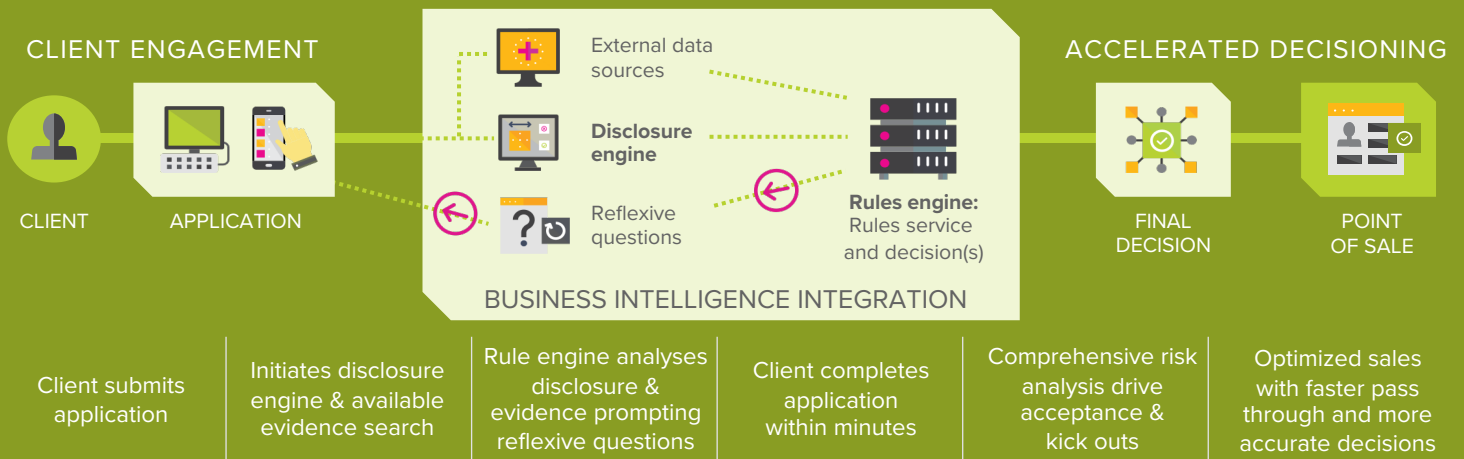 CLIENT ENGAGEMENT
CLIENT
APPLICATION
External data
sources
Disclosure
engine
Reflexive
questions
Rules engine:
Rules service
and decision(s)
BUSINESS INTELLIGENCE INTEGRATION
ACCELERATED DECISIONING
FINAL
DECISION
POINT
OF SALE
Client submits
application
Initiates disclosure
engine & available
evidence search
Rule engine analyses
disclosure &
evidence prompting
reflexive questions
Client completes
application
within minutes
Comprehensive risk
analysis drive
acceptance &
kick outs
Optimized sales
with faster pass
through and more
accurate decisions